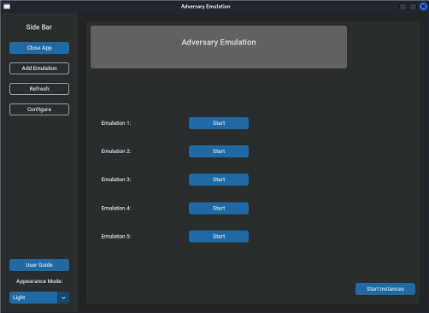 Adversary Emulation
Side Bar
Close App
Add Emulation
Refresh
Configure
Adversary Emulation
Emulation 1: Start
Emulation 2: Start
Emulation 3: Start
Emulation 4: Start
Emulation 5: Start
User Guide
Appearance Mode:
Light
Start Instances